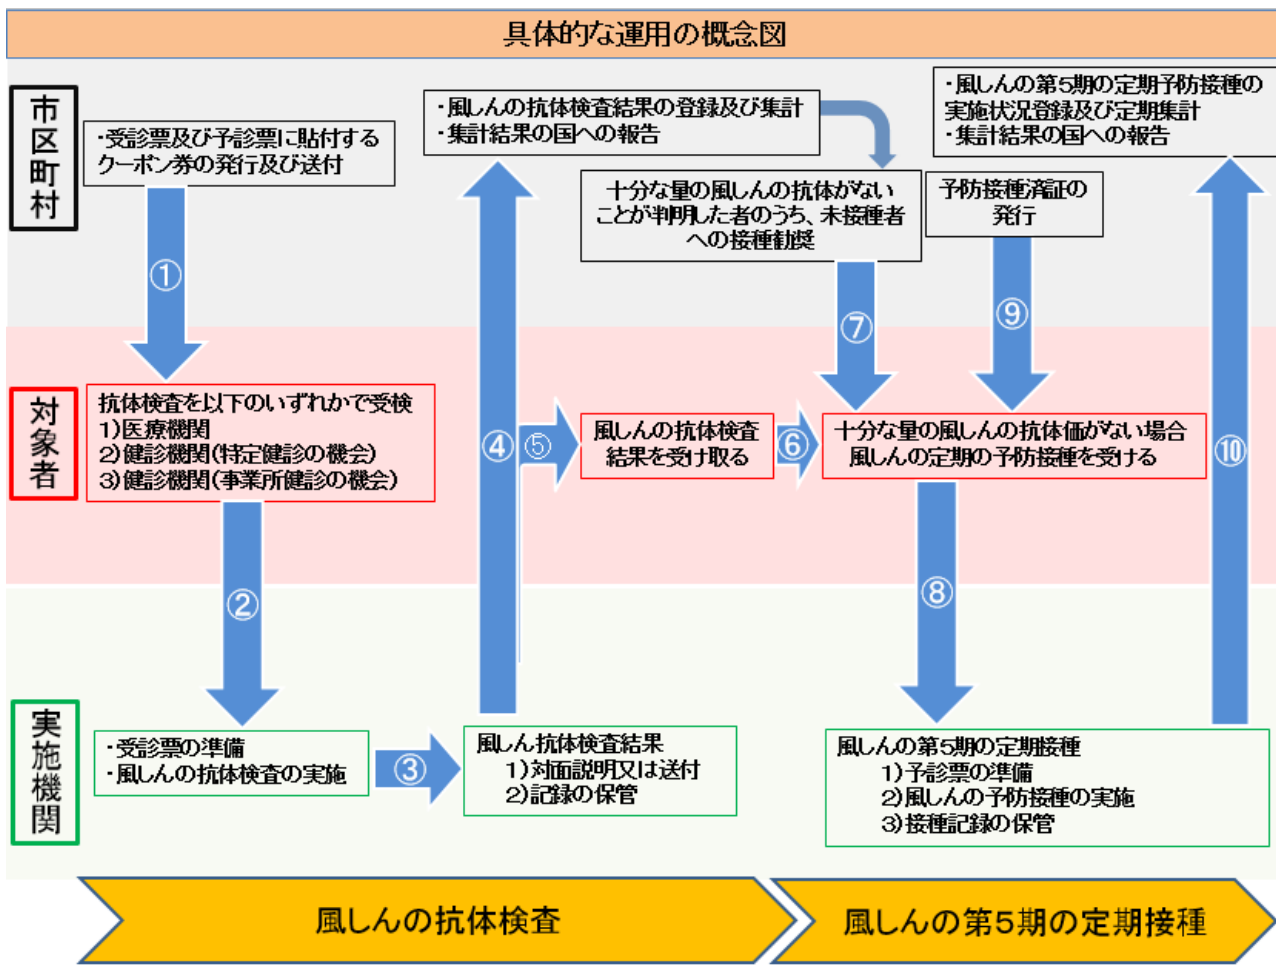 具体的な運用の概念図
市区町村
・受診票及び予診票に貼付する
クーポン券の発行及び送付
・風しんの抗体検査結果の登録及び集計
・集計結果の国への報告
十分な量の風しんの抗体がない
ことが判明した者のうち、未接種者
への接種勧奨
・風しんの第5期の定期予防接種の
実施状況登録及び定期集計
・集計結果の国への報告
予防接種済証の
発行
①
⑦
⑨
対象者
抗体検査を以下のいずれかで受検
1)医療機関
2)健診機関(特定健診の機会)
3)健診機関(事業所健診の機会)
④
⑤
風しんの抗体検査
結果を受け取る
⑥
十分な量の風しんの抗体価がない場合
風しんの定期の予防接種を受ける
⑩
②
⑧
実施機関
・受診票の準備
・風しんの抗体検査の実施
③
風しん抗体検査結果
1)対面説明又は送付
2)記録の保管
風しんの第5期の定期接種
1)予診票の準備
2)風しんの予防接種の実施
3)接種記録の保管
風しんの抗体検査
風しんの第5期の定期接種